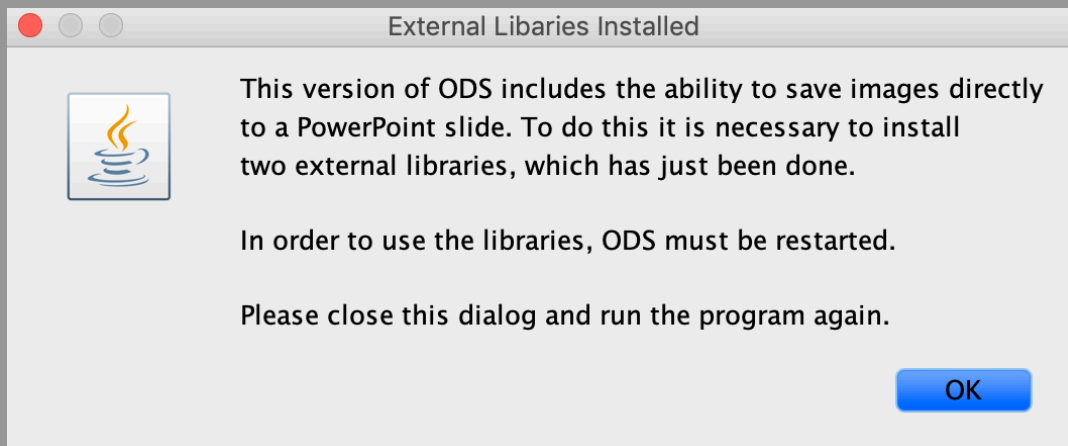 External Libaries Installed
This version of ODS includes the ability to save images directly
to a PowerPoint slide. To do this it is necessary to install
two external libraries, which has just been done.
In order to use the libraries, ODS must be restarted.
Please close this dialog and run the program again.
OK